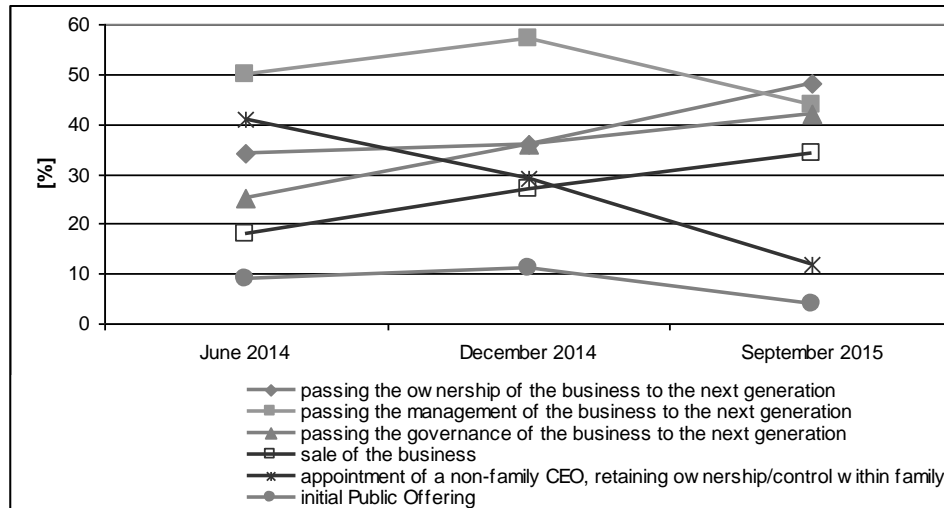 60
50
40
30
20
10
0
[%]
June 2014 December 2014 September 2015
passing the ownership of the business to the next generation
passing the management of the business to the next generation
passing the governance of the business to the next generation
sale of the business
appointment of a non-family CEO, retaining ownership/control within family
initial Public Offering